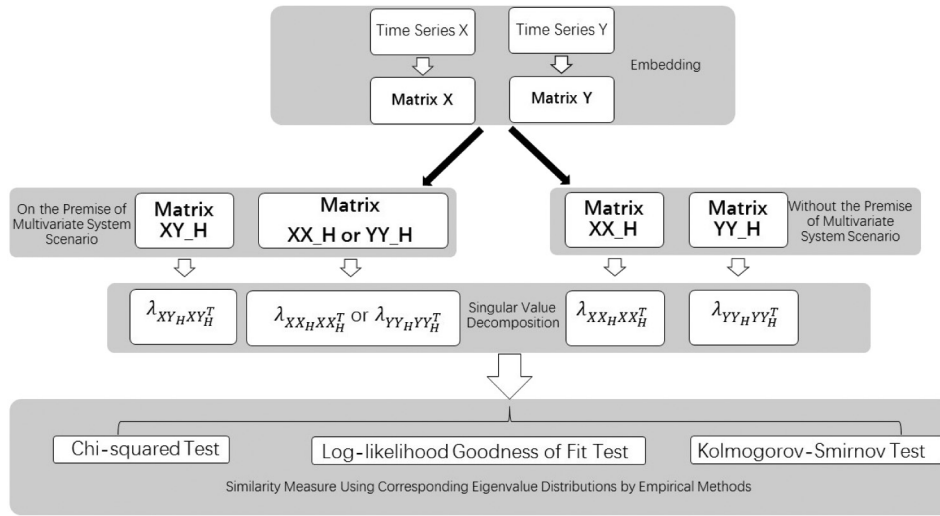 Time Series X
Time Series Y
Embedding
Matrix X
Matrix Y
On the Premise of
Multivariate System
Scenario
Matrix
XY_H
Matrix
XX_H or YY_H
Matrix
XX_H
Matrix
YY_H
Without the Premise
of Multivariate
System Scenario
λ_{XY_H XY_H^T}
λ_{XX_H XX_H^T} or λ_{YY_H YY_H^T}
Singular Value
Decomposition
λ_{XX_H XX_H^T}
λ_{YY_H YY_H^T}
Chi-squared Test
Log-likelihood Goodness of Fit Test
Kolmogorov-Smirnov Test
Similarity Measure Using Corresponding Eigenvalue Distributions by Empirical Methods